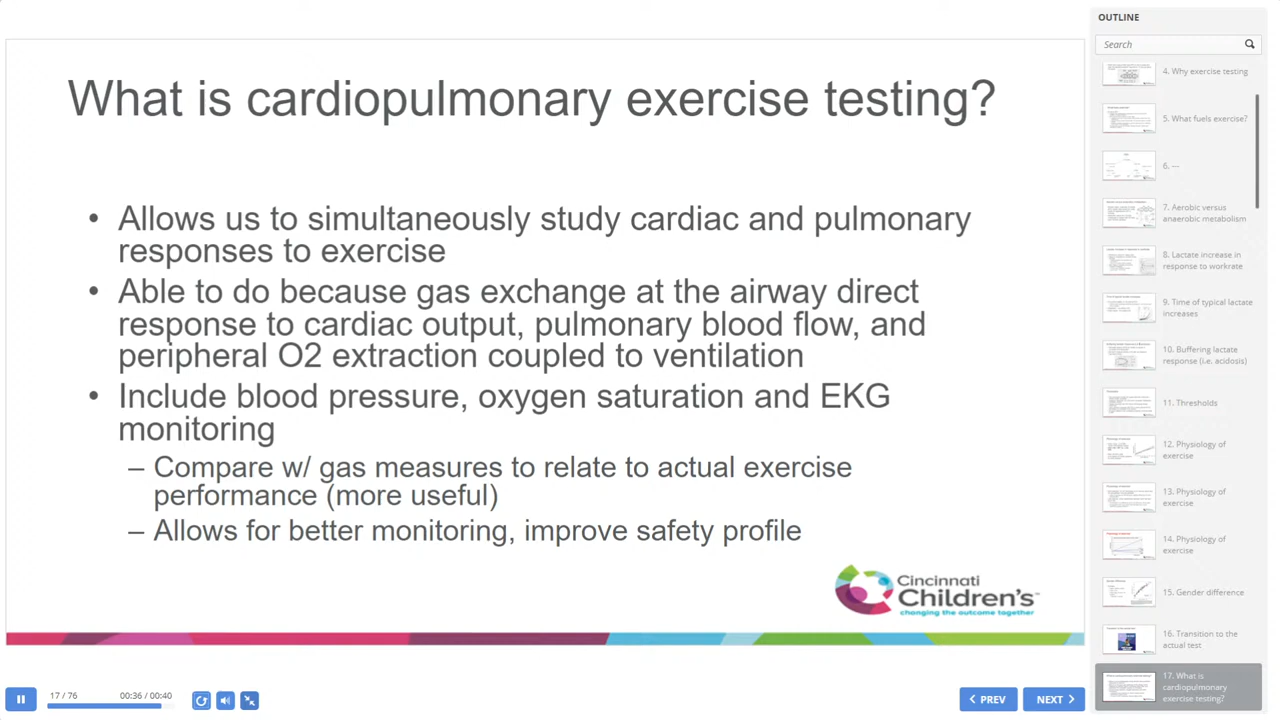 What is cardiopulmonary exercise testing?
• Allows us to simultaneously study cardiac and pulmonary
responses to exercise
• Able to do because gas exchange at the airway direct
response to cardiac output, pulmonary blood flow, and
peripheral O2 extraction coupled to ventilation
• Include blood pressure, oxygen saturation and EKG
monitoring
– Compare w/ gas measures to relate to actual exercise
performance (more useful)
– Allows for better monitoring, improve safety profile
Cincinnati
Children's™
changing the outcome together
17 / 76
00:36 / 00:40
PREV
NEXT
OUTLINE
Search
4. Why exercise testing
5. What fuels exercise?
6. ---
7. Aerobic versus
anaerobic metabolism
8. Lactate increase in
response to workrate
9. Time of typical lactate
increases
10. Buffering lactate
response (i.e. acidosis)
11. Thresholds
12. Physiology of
exercise
13. Physiology of
exercise
14. Physiology of
exercise
15. Gender difference
16. Transition to the
actual test
17. What is
cardiopulmonary
exercise testing?